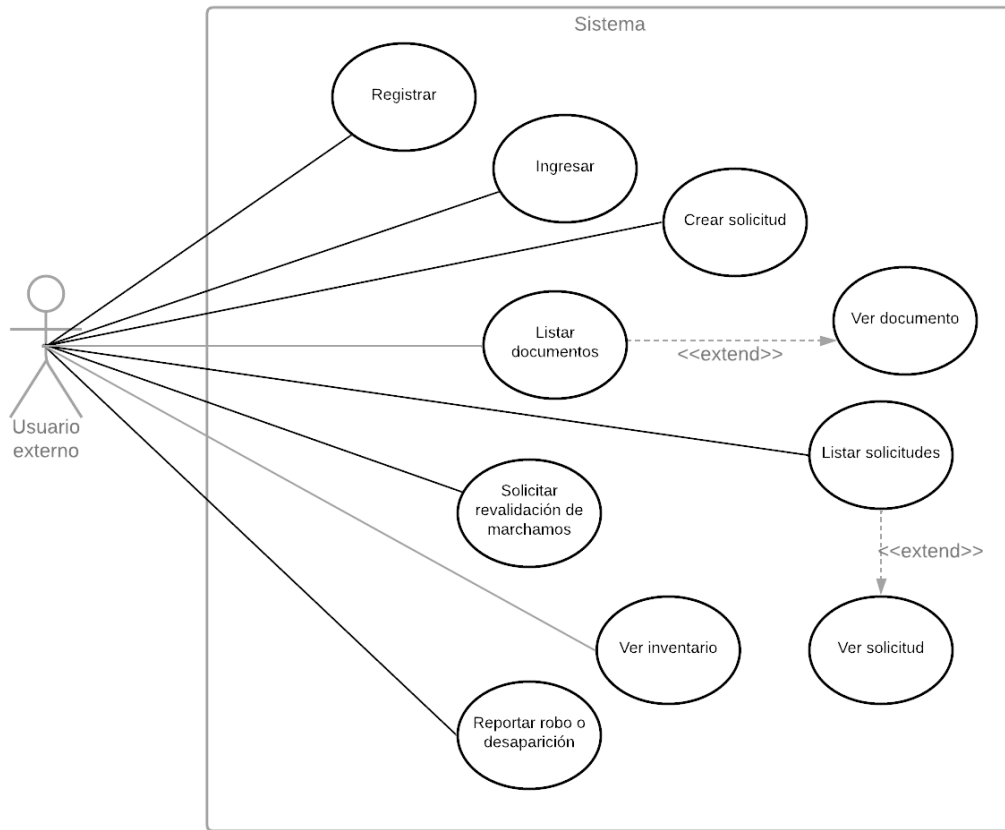 Sistema
Registrar
Ingresar
Crear solicitud
Ver documento
Listar
documentos
<<extend>>
Usuario
externo
Listar solicitudes
Solicitar
revalidación de
marchamos
<<extend>>
Ver inventario
Ver solicitud
Reportar robo o
desaparición